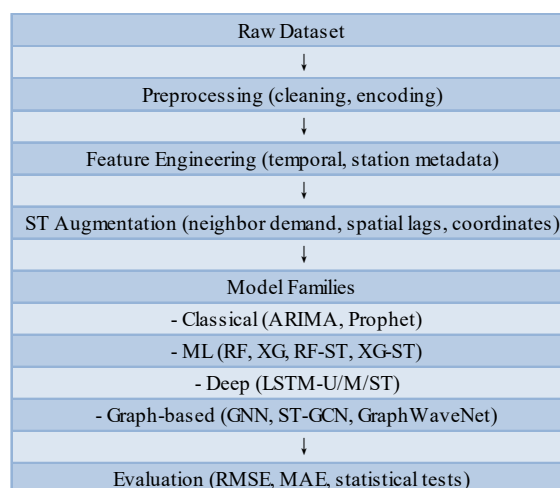 Raw Dataset
↓
Preprocessing (cleaning, encoding)
↓
Feature Engineering (temporal, station metadata)
↓
ST Augmentation (neighbor demand, spatial lags, coordinates)
↓
Model Families
- Classical (ARIMA, Prophet)
- ML (RF, XG, RF-ST, XG-ST)
- Deep (LSTM-U/M/ST)
- Graph-based (GNN, ST-GCN, GraphWaveNet)
↓
Evaluation (RMSE, MAE, statistical tests)